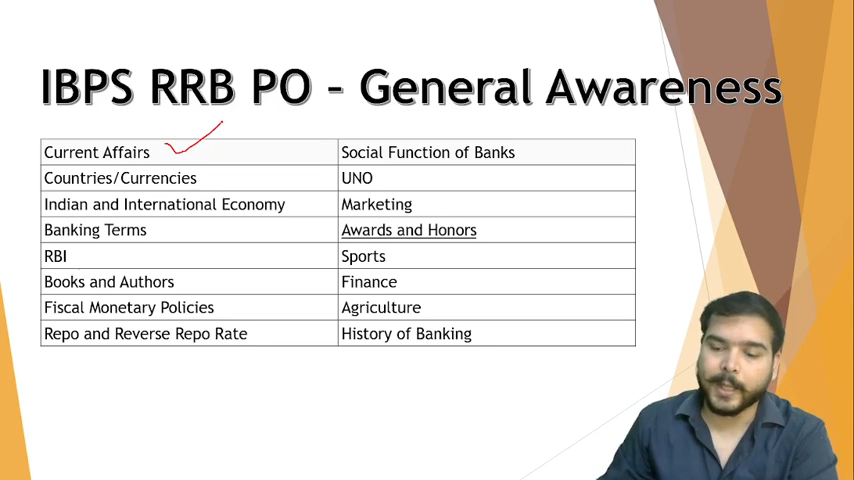 IBPS RRB PO - General Awareness
Current Affairs Social Function of Banks
Countries/Currencies UNO
Indian and International Economy Marketing
Banking Terms Awards and Honors
RBI Sports
Books and Authors Finance
Fiscal Monetary Policies Agriculture
Repo and Reverse Repo Rate History of Banking